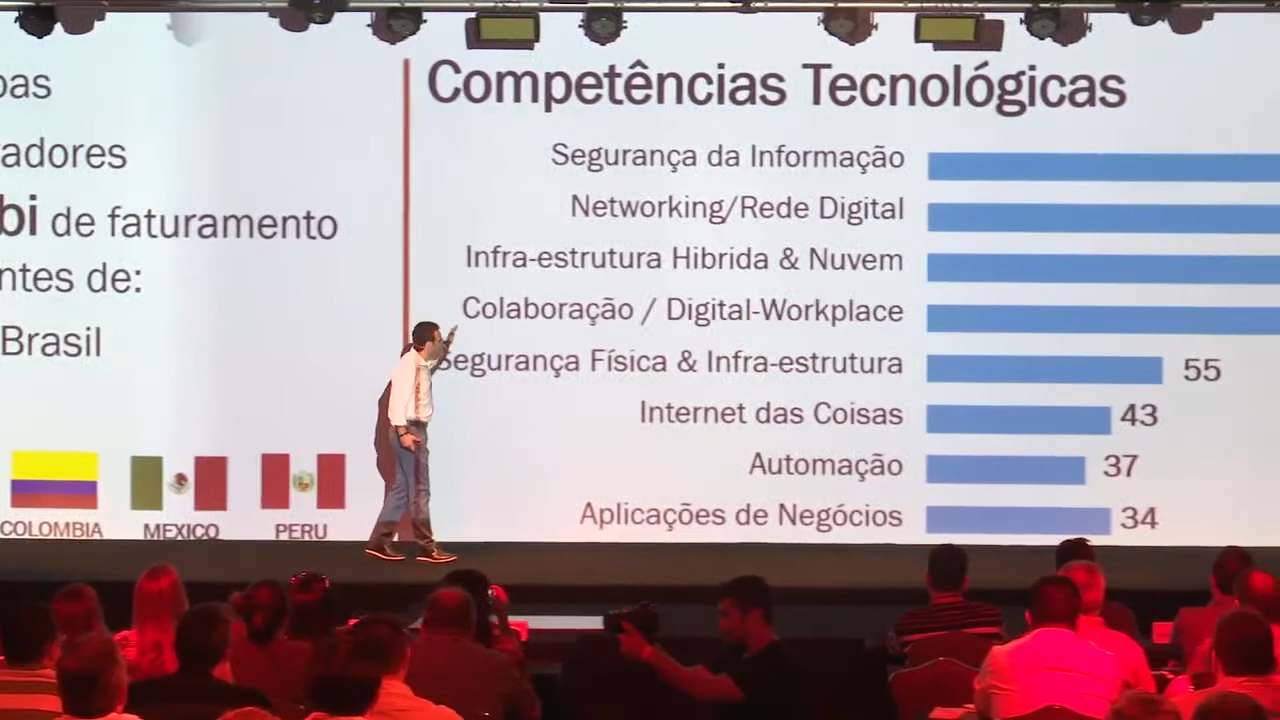 oas
adores
bi de faturamento
ntes de:
Brasil
COLOMBIA
MEXICO
PERU
Competências Tecnológicas
Segurança da Informação
Networking/Rede Digital
Infra-estrutura Hibrida & Nuvem
Colaboração / Digital-Workplace
Segurança Física & Infra-estrutura 55
Internet das Coisas 43
Automação 37
Aplicações de Negócios 34